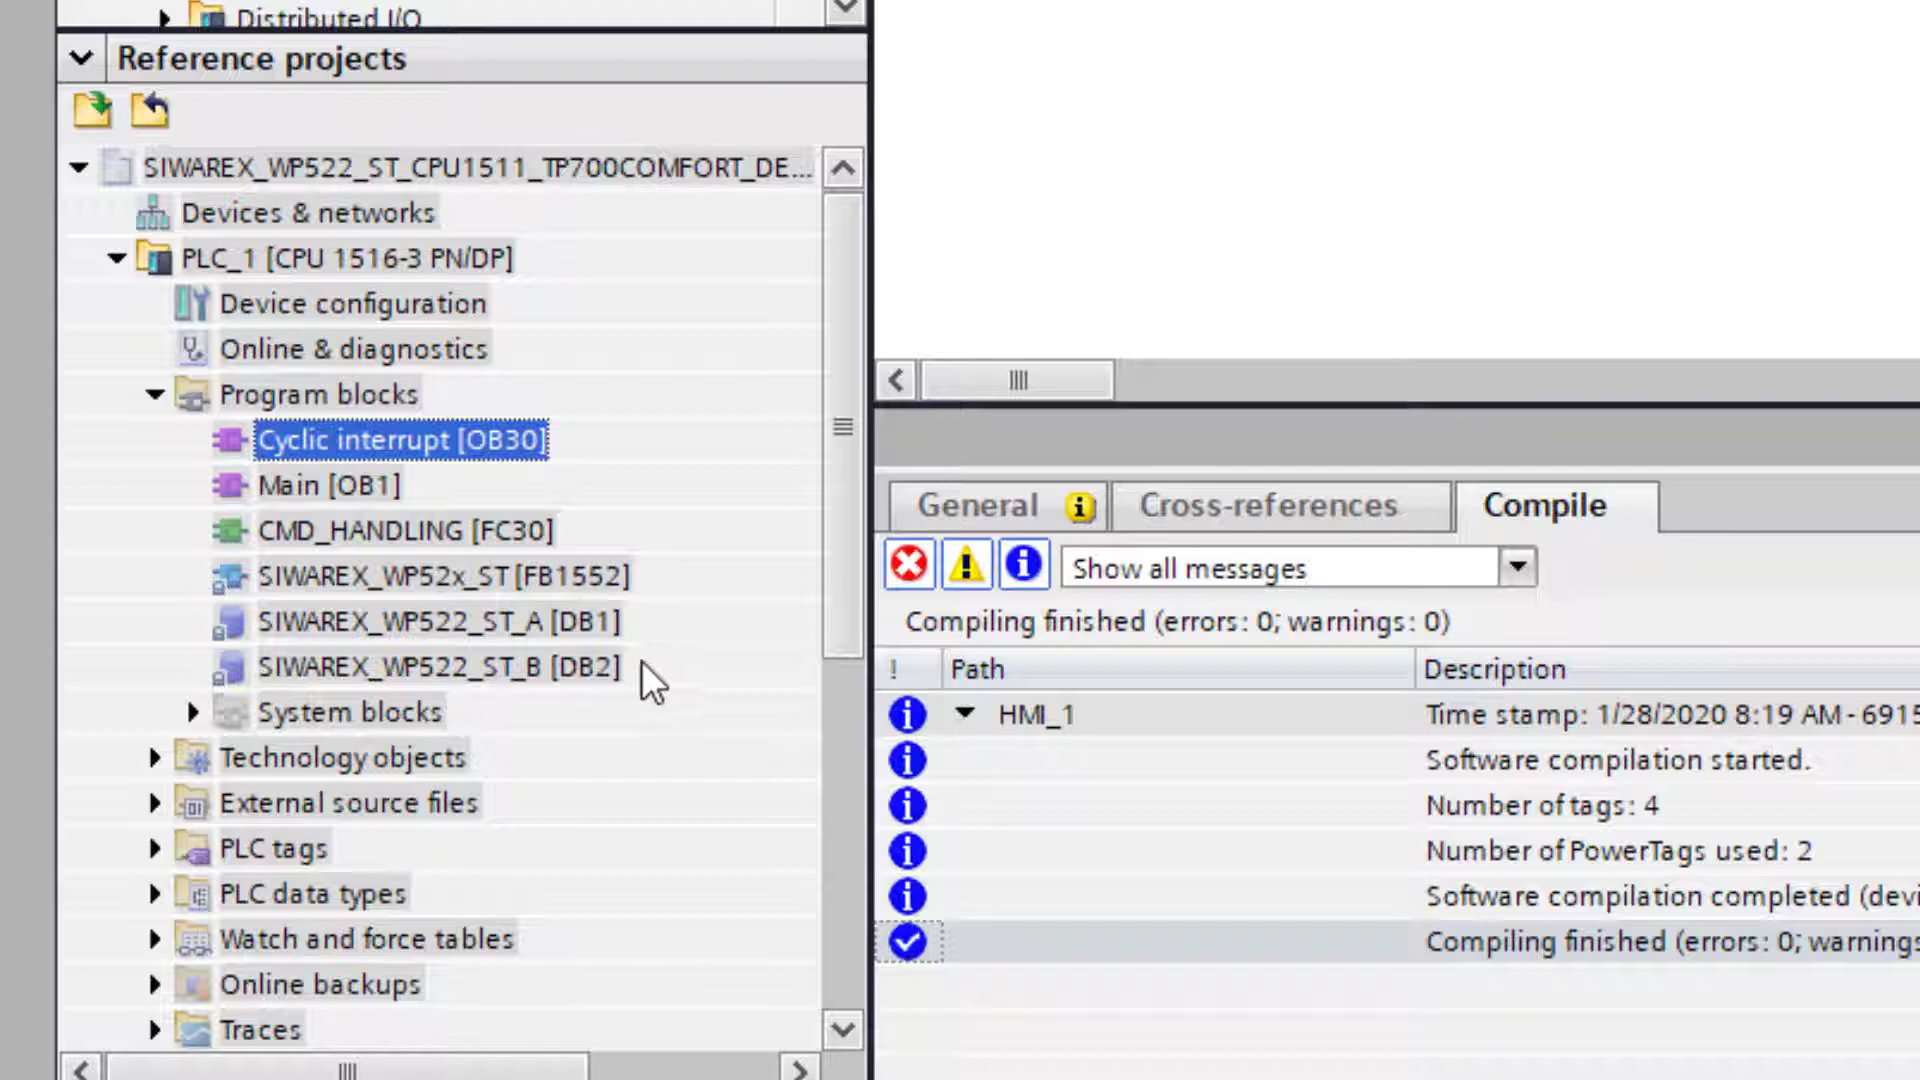 Distributed I/O
Reference projects
SIWAREX_WP522_ST_CPU1511_TP700COMFORT_DE...
Devices & networks
PLC_1 [CPU 1516-3 PN/DP]
Device configuration
Online & diagnostics
Program blocks
Cyclic interrupt [OB30]
Main [OB1]
CMD_HANDLING [FC30]
SIWAREX_WP52x_ST [FB1552]
SIWAREX_WP522_ST_A [DB1]
SIWAREX_WP522_ST_B [DB2]
System blocks
Technology objects
External source files
PLC tags
PLC data types
Watch and force tables
Online backups
Traces
General
Cross-references
Compile
Show all messages
Compiling finished (errors: 0; warnings: 0)
! Path Description
HMI_1 Time stamp: 1/28/2020 8:19 AM - 6915
Software compilation started.
Number of tags: 4
Number of PowerTags used: 2
Software compilation completed (devi
Compiling finished (errors: 0; warnings